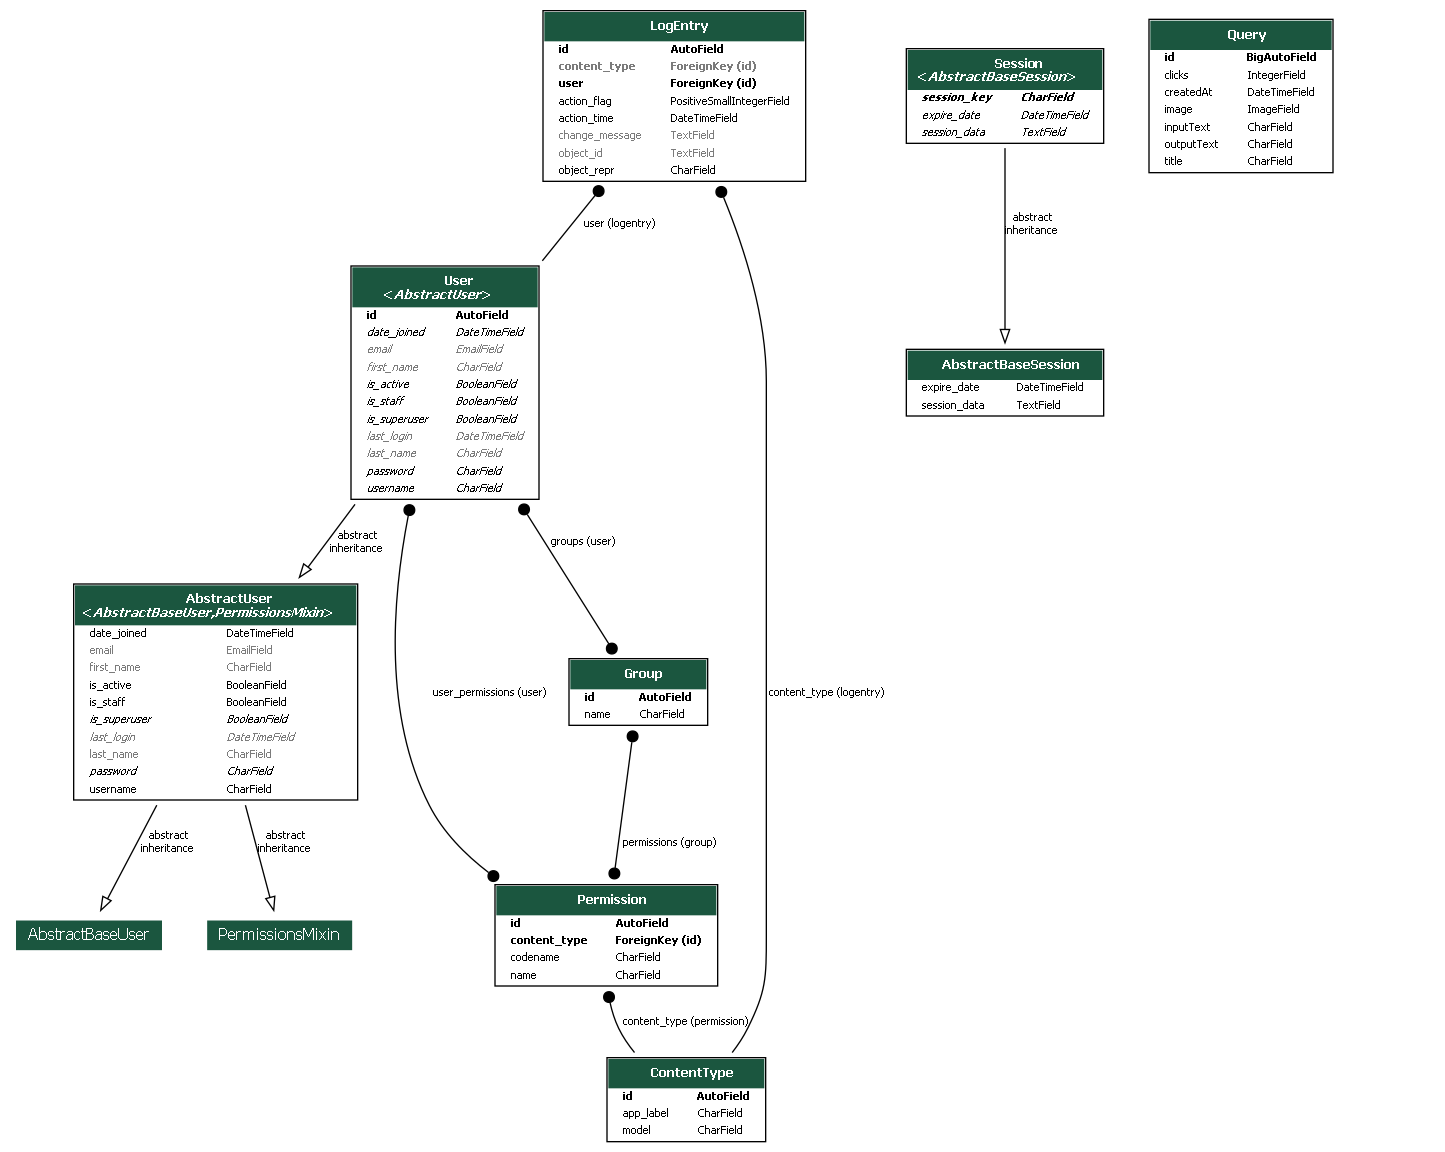 LogEntry
id AutoField
content_type ForeignKey (id)
user ForeignKey (id)
action_flag PositiveSmallIntegerField
action_time DateTimeField
change_message TextField
object_id TextField
object_repr CharField
Session
<AbstractBaseSession>
session_key CharField
expire_date DateTimeField
session_data TextField
Query
id BigAutoField
clicks IntegerField
createdAt DateTimeField
image ImageField
inputText CharField
outputText CharField
title CharField
user (logentry)
abstract
inheritance
User
<AbstractUser>
id AutoField
date_joined DateTimeField
email EmailField
first_name CharField
is_active BooleanField
is_staff BooleanField
is_superuser BooleanField
last_login DateTimeField
last_name CharField
password CharField
username CharField
AbstractBaseSession
expire_date DateTimeField
session_data TextField
abstract
inheritance
groups (user)
AbstractUser
<AbstractBaseUser,PermissionsMixin>
date_joined DateTimeField
email EmailField
first_name CharField
is_active BooleanField
is_staff BooleanField
is_superuser BooleanField
last_login DateTimeField
last_name CharField
password CharField
username CharField
user_permissions (user)
Group
id AutoField
name CharField
content_type (logentry)
abstract
inheritance
abstract
inheritance
permissions (group)
AbstractBaseUser
PermissionsMixin
Permission
id AutoField
content_type ForeignKey (id)
codename CharField
name CharField
content_type (permission)
ContentType
id AutoField
app_label CharField
model CharField